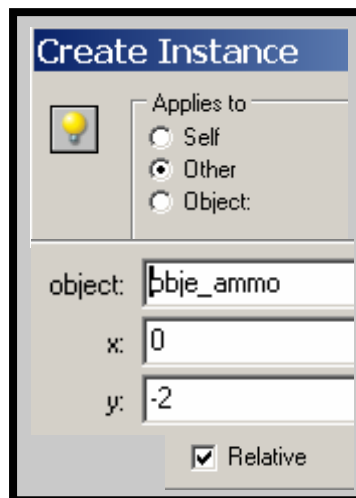 Create Instance
Applies to
Self
Other
Object:
object: obje_ammo
x: 0
y: -2
Relative